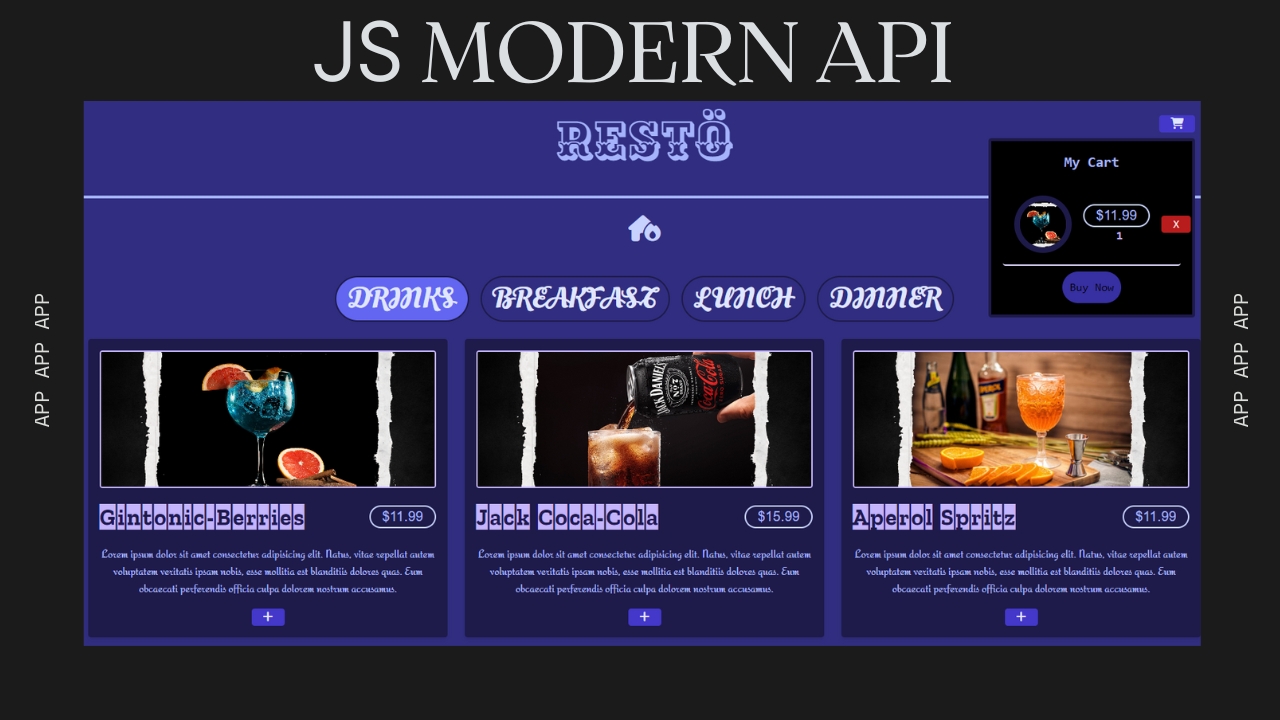 JS MODERN API
RESTÖ
My Cart
$11.99
1
X
Buy Now
DRINKS
BREAKFAST
LUNCH
DINNER
JACK DANIEL'S
Coca-Cola
APEROL
Gintonic-Berries
$11.99
Lorem ipsum dolor sit amet consectetur adipisicing elit. Natus, vitae repellat autem
voluptatem veritatis ipsam nobis, esse mollitia est blanditiis dolores quas. Eum
obcaecati perferendis officia culpa dolorem nostrum accusamus.
+
Jack Coca-Cola
$15.99
Lorem ipsum dolor sit amet consectetur adipisicing elit. Natus, vitae repellat autem
voluptatem veritatis ipsam nobis, esse mollitia est blanditiis dolores quas. Eum
obcaecati perferendis officia culpa dolorem nostrum accusamus.
+
Aperol Spritz
$11.99
Lorem ipsum dolor sit amet consectetur adipisicing elit. Natus, vitae repellat autem
voluptatem veritatis ipsam nobis, esse mollitia est blanditiis dolores quas. Eum
obcaecati perferendis officia culpa dolorem nostrum accusamus.
+
APP APP APP
APP APP APP